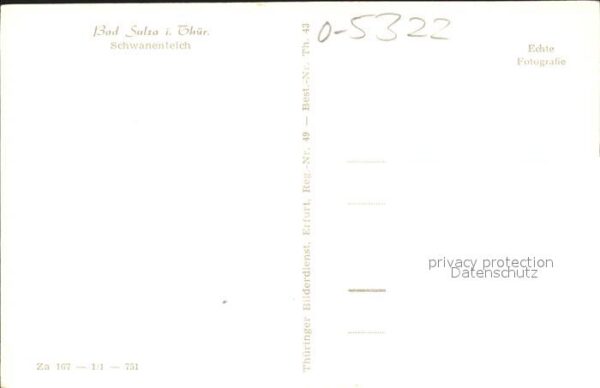 Bad Sulza i. Thür.
Schwanenteich
Thüringer Bilderdienst, Erfurt, Reg.-Nr. 49 — Best.-Nr. Th. 43
o-5322
Echte
Fotografie
privacy protection
Datenschutz
Za 167 — 1/1 — 751